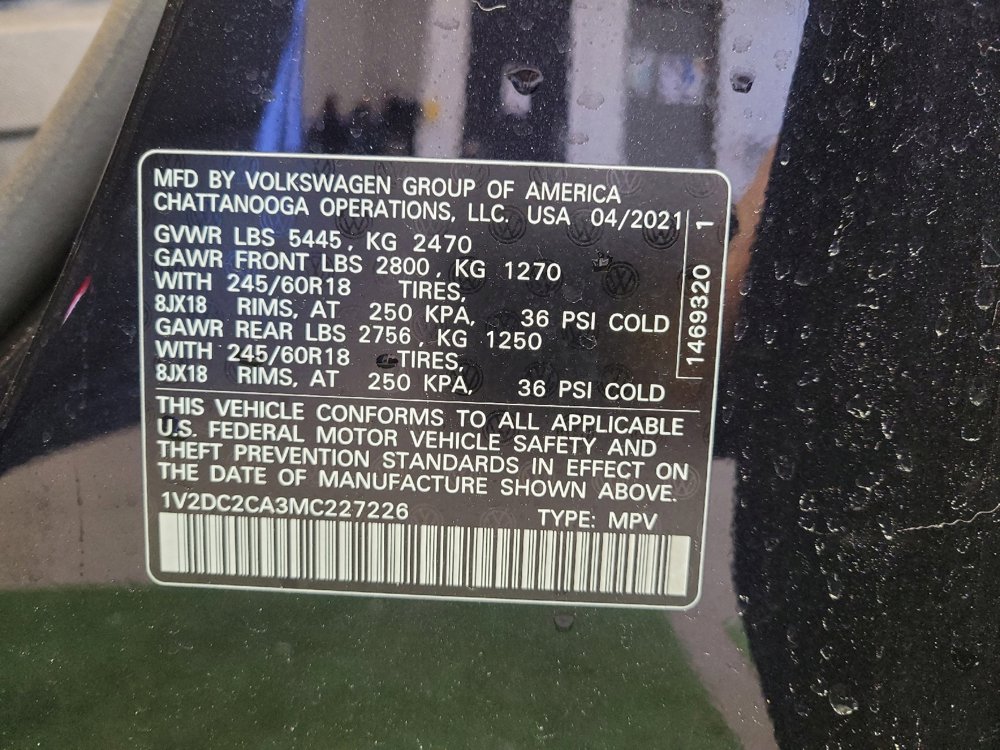 MFD BY VOLKSWAGEN GROUP OF AMERICA
CHATTANOOGA OPERATIONS, LLC. USA 04/2021
GVWR LBS 5445, KG 2470
GAWR FRONT LBS 2800, KG 1270
WITH 245/60R18 TIRES,
8JX18 RIMS, AT 250 KPA, 36 PSI COLD
GAWR REAR LBS 2756, KG 1250
WITH 245/60R18 TIRES,
8JX18 RIMS, AT 250 KPA, 36 PSI COLD
1469320 1
THIS VEHICLE CONFORMS TO ALL APPLICABLE
U.S. FEDERAL MOTOR VEHICLE SAFETY AND
THEFT PREVENTION STANDARDS IN EFFECT ON
THE DATE OF MANUFACTURE SHOWN ABOVE.
1V2DC2CA3MC227226 TYPE: MPV